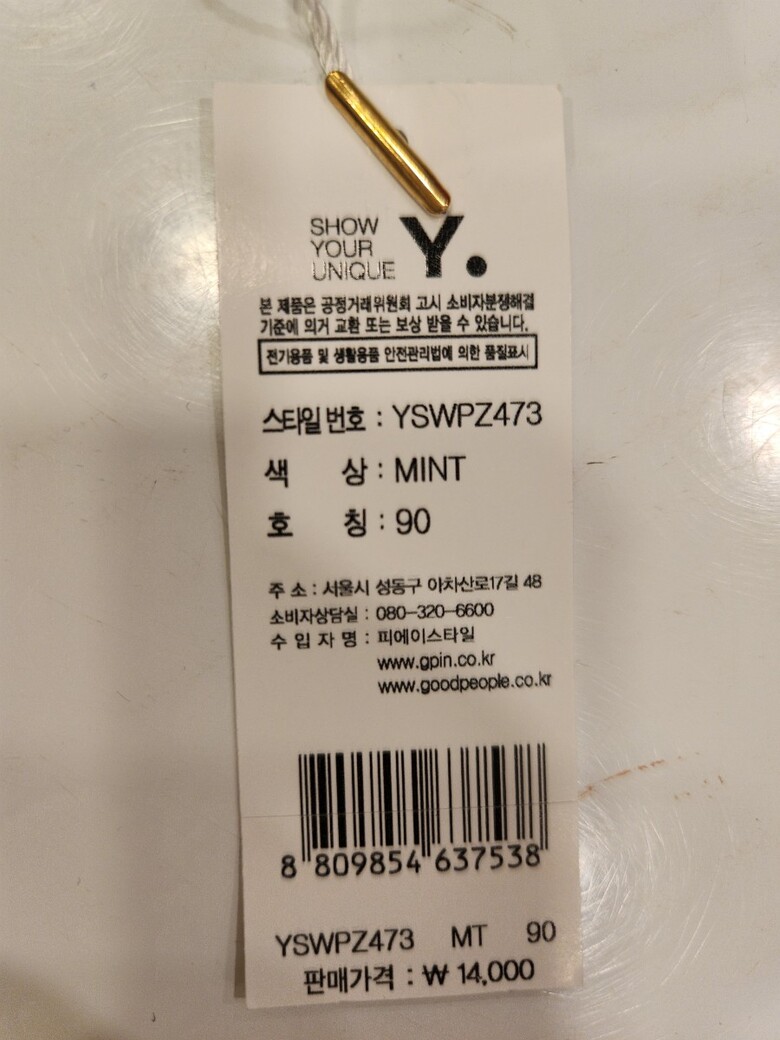 SHOW
YOUR
UNIQUE
Y.
본 제품은 공정거래위원회 고시 소비자분쟁해결
기준에 의거 교환 또는 보상 받을 수 있습니다.
전기용품 및 생활용품 안전관리법에 의한 품질표시
스타일 번호 : YSWPZ473
색 상 : MINT
호 칭 : 90
주 소 : 서울시 성동구 아차산로17길 48
소비자상담실 : 080-320-6600
수 입 자 명 : 피에이스타일
www.gpin.co.kr
www.goodpeople.co.kr
8 809854 637538
YSWPZ473 MT 90
판매가격 : ₩ 14,000